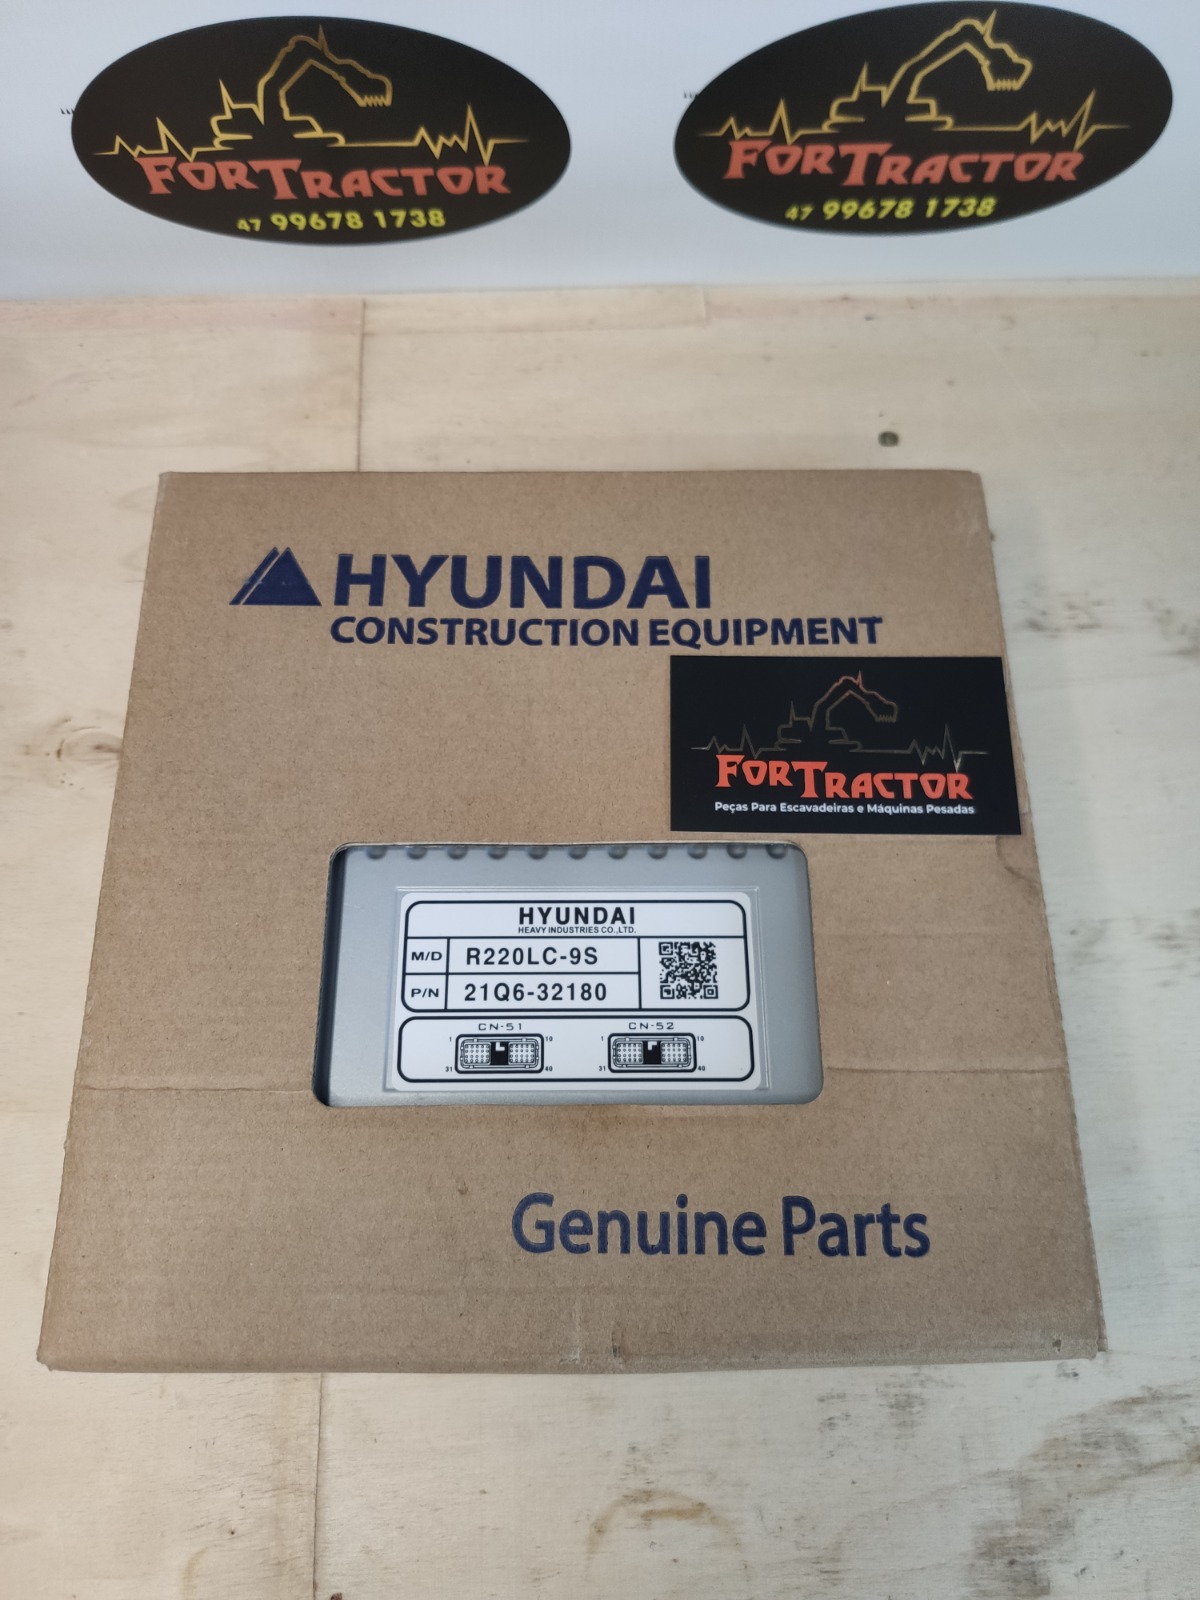 FORTRACTOR
47 99678 1738
FORTRACTOR
47 99678 1738
HYUNDAI
CONSTRUCTION EQUIPMENT
FORTRACTOR
Peças Para Escavadeiras e Máquinas Pesadas
HYUNDAI
HEAVY INDUSTRIES CO.,LTD.
M/D R220LC-9S
P/N 21Q6-32180
CN-51 CN-52
1 10 1 10
31 40 31 40
Genuine Parts